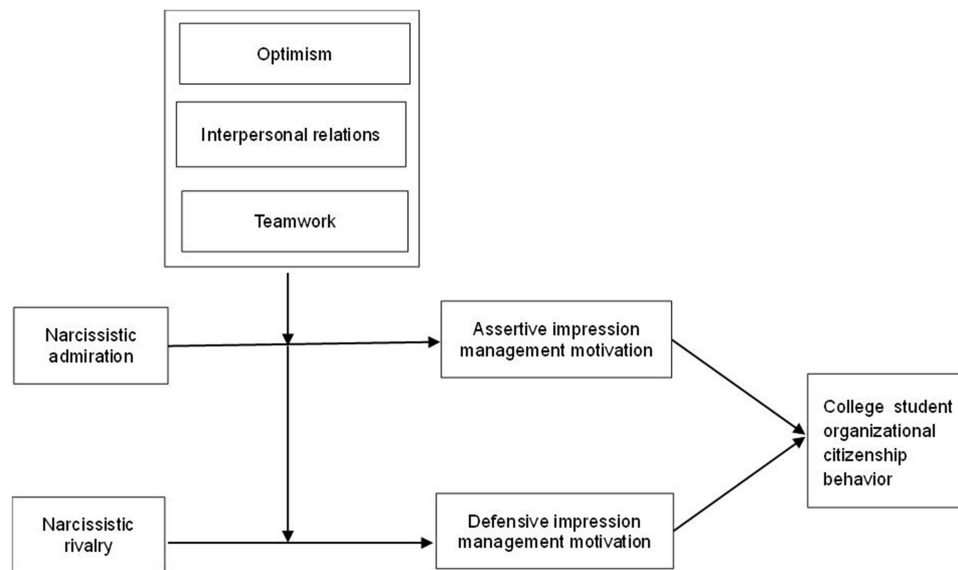 Optimism
Interpersonal relations
Teamwork
Narcissistic
admiration
Assertive impression
management motivation
College student
organizational
citizenship
behavior
Narcissistic
rivalry
Defensive impression
management motivation